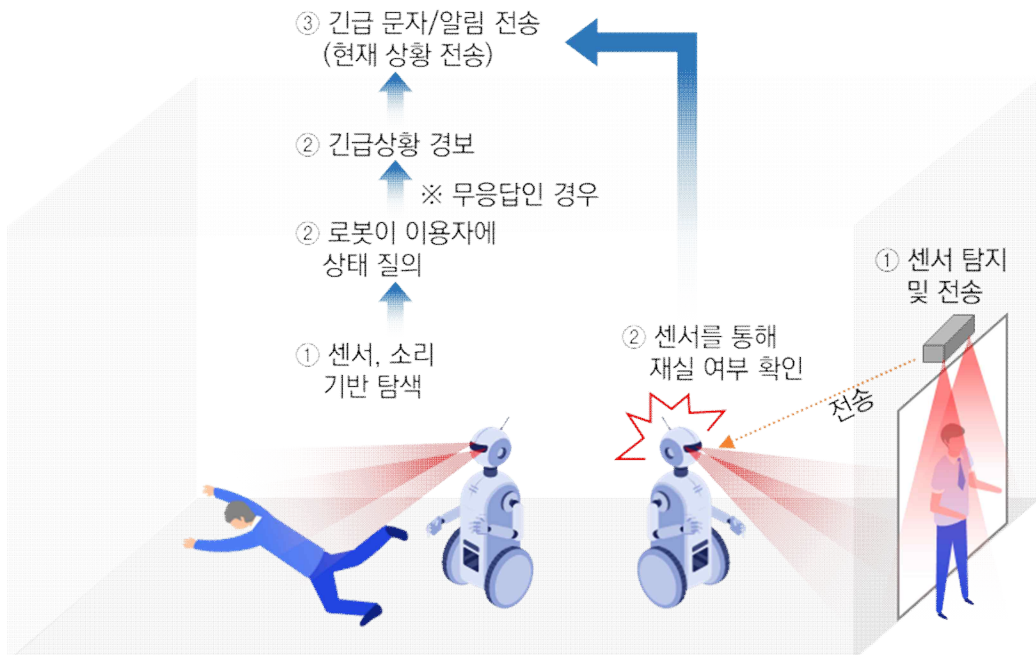 ③ 긴급 문자/알림 전송
(현재 상황 전송)
② 긴급상황 경보
※ 무응답인 경우
② 로봇이 이용자에
상태 질의
① 센서, 소리
기반 탐색
② 센서를 통해
재실 여부 확인
① 센서 탐지
및 전송
전송